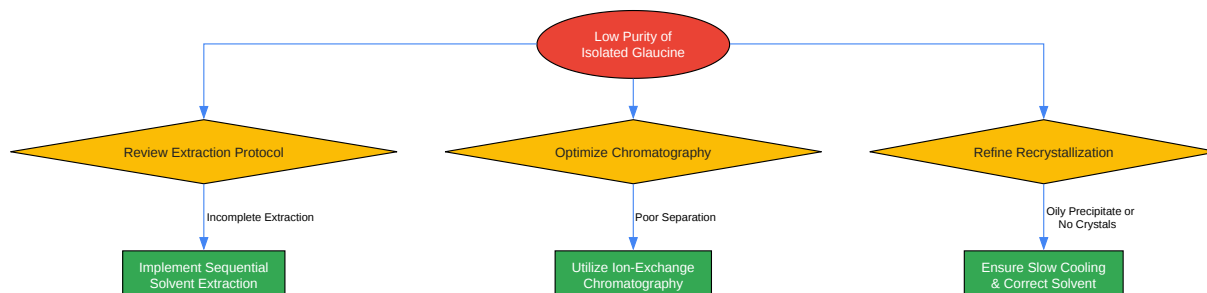 Low Purity of
Isolated Glaucine
Review Extraction Protocol
Optimize Chromatography
Refine Recrystallization
Incomplete Extraction
Poor Separation
Oily Precipitate or
No Crystals
Implement Sequential
Solvent Extraction
Utilize Ion-Exchange
Chromatography
Ensure Slow Cooling
& Correct Solvent